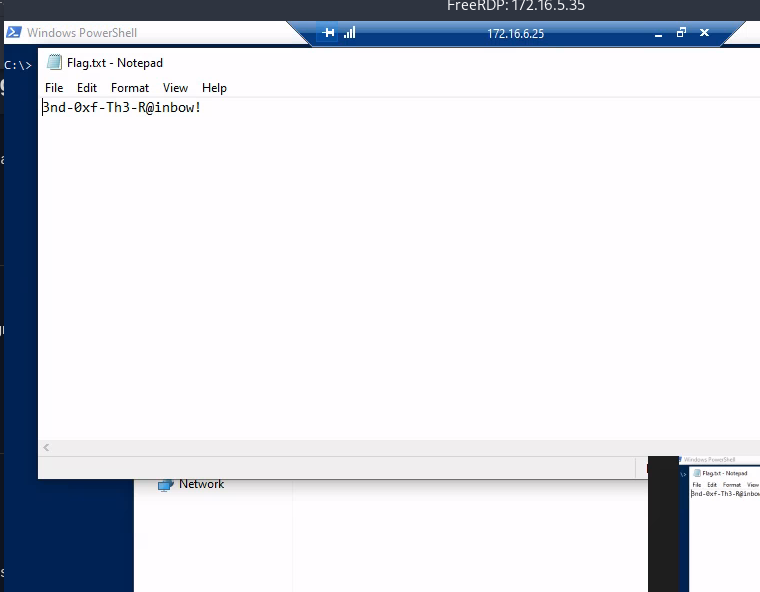 FreeRDP: 172.16.5.35
Windows PowerShell
172.16.6.25
C:\>
Flag.txt - Notepad
File Edit Format View Help
3nd-0xf-Th3-R@inbow!
Network
Windows PowerShell
Flag.txt - Notepad
File Edit Format View
3nd-0xf-Th3-R@inbow